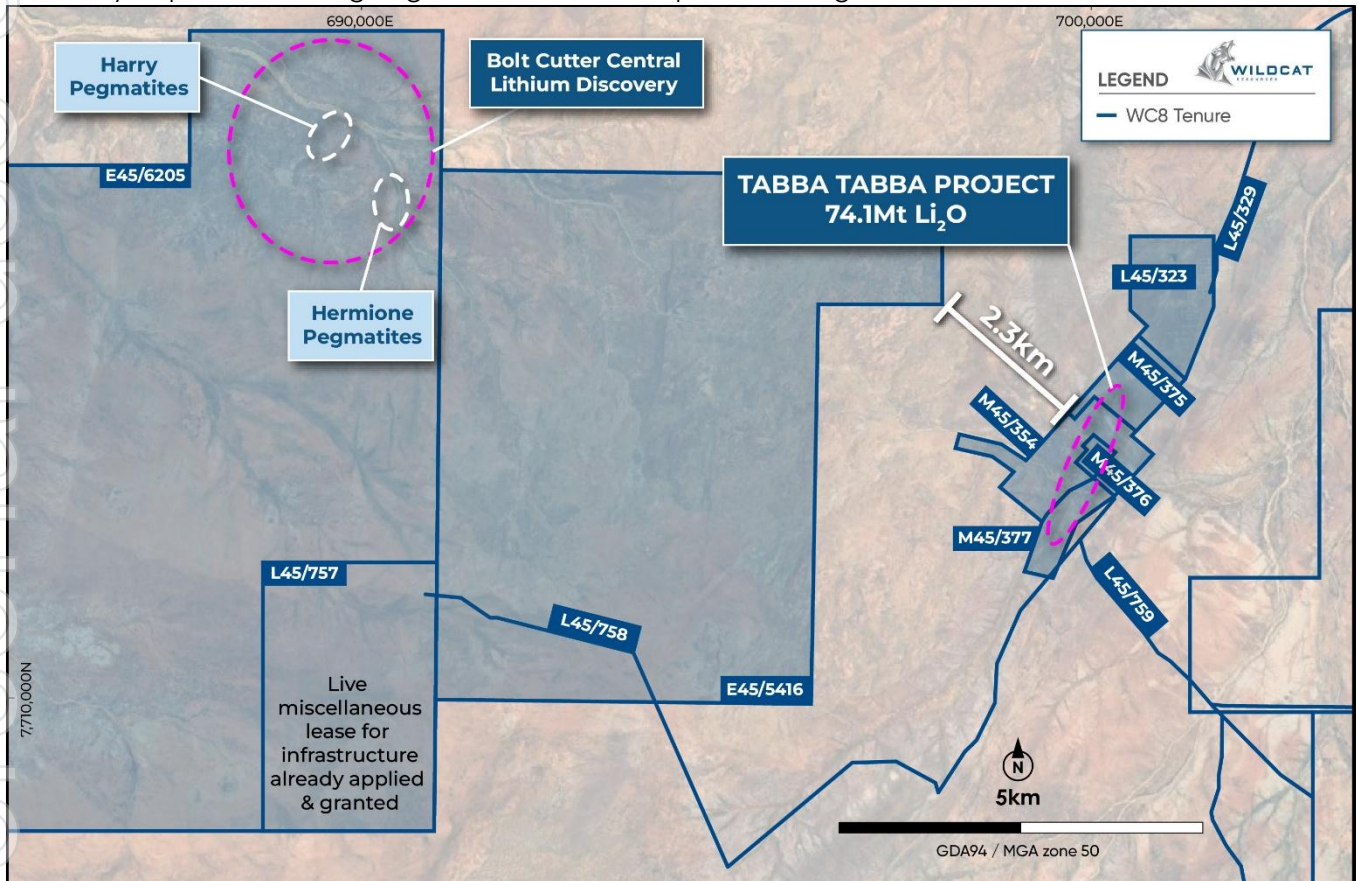 690,000E
700,000E
Harry
Pegmatites
Bolt Cutter Central
Lithium Discovery
LEGEND
WILDCAT
RESOURCES
WC8 Tenure
E45/6205
TABBA TABBA PROJECT
74.1Mt Li₂O
L45/329
L45/323
Hermione
Pegmatites
2.3km
M45/375
M45/354
M45/376
M45/377
L45/757
L45/758
L45/759
E45/5416
7,710,000N
Live
miscellaneous
lease for
infrastructure
already applied
& granted
N
5km
GDA94 / MGA zone 50